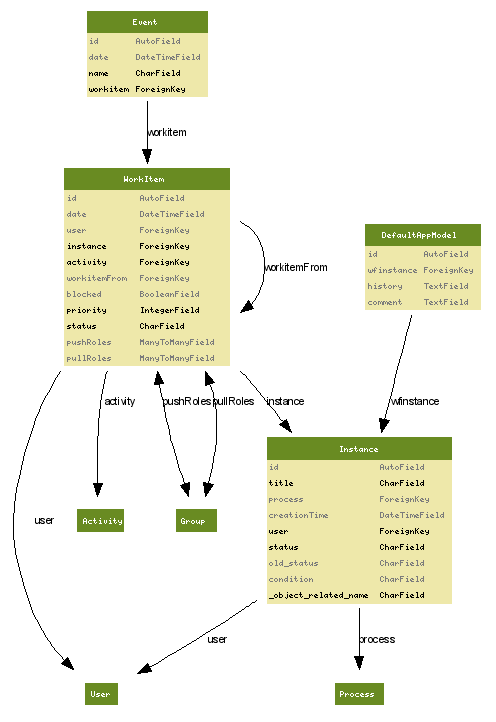 Event
id AutoField
date DateTimeField
name CharField
workitem ForeignKey
workitem
WorkItem
id AutoField
date DateTimeField
user ForeignKey
instance ForeignKey
activity ForeignKey
workitemFrom ForeignKey
blocked BooleanField
priority IntegerField
status CharField
pushRoles ManyToManyField
pullRoles ManyToManyField
workitemFrom
DefaultAppModel
id AutoField
wfinstance ForeignKey
history TextField
comment TextField
activity
pushRoles
pullRoles
instance
wfinstance
Instance
id AutoField
title CharField
process ForeignKey
creationTime DateTimeField
user ForeignKey
status CharField
old_status CharField
condition CharField
_object_related_name CharField
user
Activity
Group
user
process
User
Process